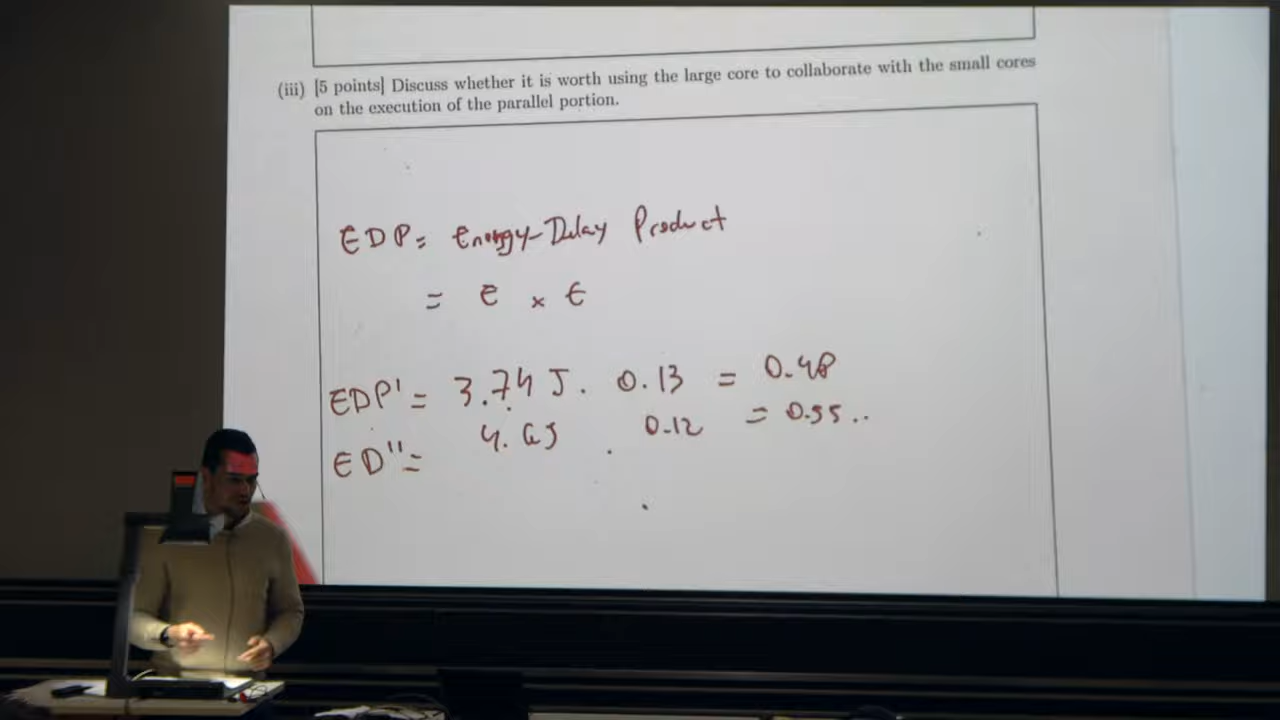 (iii) [5 points] Discuss whether it is worth using the large core to collaborate with the small cores
on the execution of the parallel portion.
EDP = Energy-Delay Product
= e × t
EDP' = 3.74 J . 0.13 = 0.48
ED'' = 4.6J . 0.12 = 0.55..